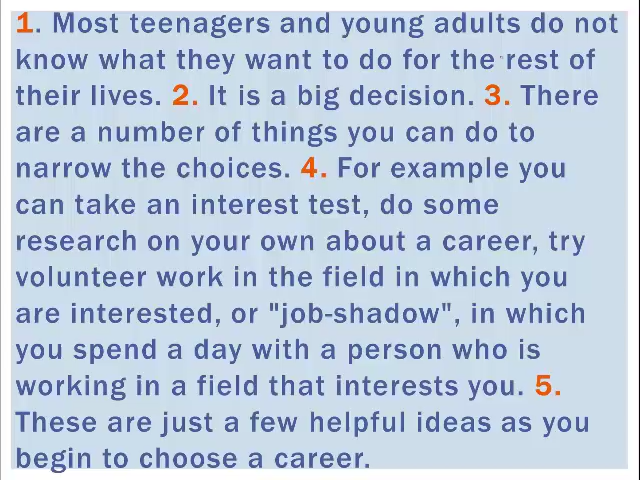 1. Most teenagers and young adults do not
know what they want to do for the rest of
their lives. 2. It is a big decision. 3. There
are a number of things you can do to
narrow the choices. 4. For example you
can take an interest test, do some
research on your own about a career, try
volunteer work in the field in which you
are interested, or "job-shadow", in which
you spend a day with a person who is
working in a field that interests you. 5.
These are just a few helpful ideas as you
begin to choose a career.